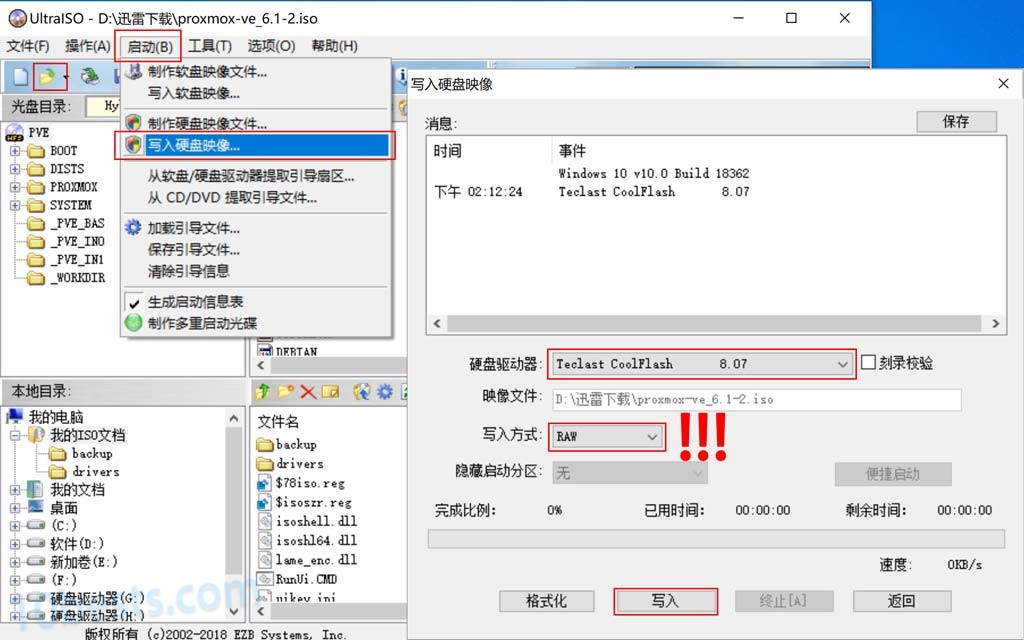 UltraISO - D:\迅雷下载\proxmox-ve_6.1-2.iso
文件(F) 操作(A) 启动(B) 工具(T) 选项(O) 帮助(H)
制作软盘映像文件...
写入软盘映像...
制作硬盘映像文件...
写入硬盘映像...
从软盘/硬盘驱动器提取引导扇区...
从 CD/DVD 提取引导文件...
加载引导文件...
保存引导文件...
清除引导信息
生成启动信息表
制作多重启动光碟
光盘目录: Hy
PVE
BOOT
DISTS
PROXMOX
SYSTEM
_PVE_BAS
_PVE_INO
_PVE_IN1
_WORKDIR
DEBIAN
本地目录:
我的电脑
我的ISO文档
backup
drivers
我的文档
桌面
(C:)
软件(D:)
新加卷(E:)
(F:)
硬盘驱动器(G:)
硬盘驱动器(H:)
文件名
backup
drivers
$78iso.reg
$isoszr.reg
isoshell.dll
isoshl64.dll
lame_enc.dll
RunUi.CMD
uikey.ini
版权所有 (c)2002-2018 EZB Systems, Inc.
写入硬盘映像
消息:
保存
时间 事件
Windows 10 v10.0 Build 18362
下午 02:12:24 Teclast CoolFlash 8.07
硬盘驱动器: Teclast CoolFlash 8.07 刻录校验
映像文件: D:\迅雷下载\proxmox-ve_6.1-2.iso
写入方式: RAW !!!
隐藏启动分区: 无 便捷启动
完成比例: 0% 已用时间: 00:00:00 剩余时间: 00:00:00
速度: 0KB/s
格式化 写入 终止[A] 返回